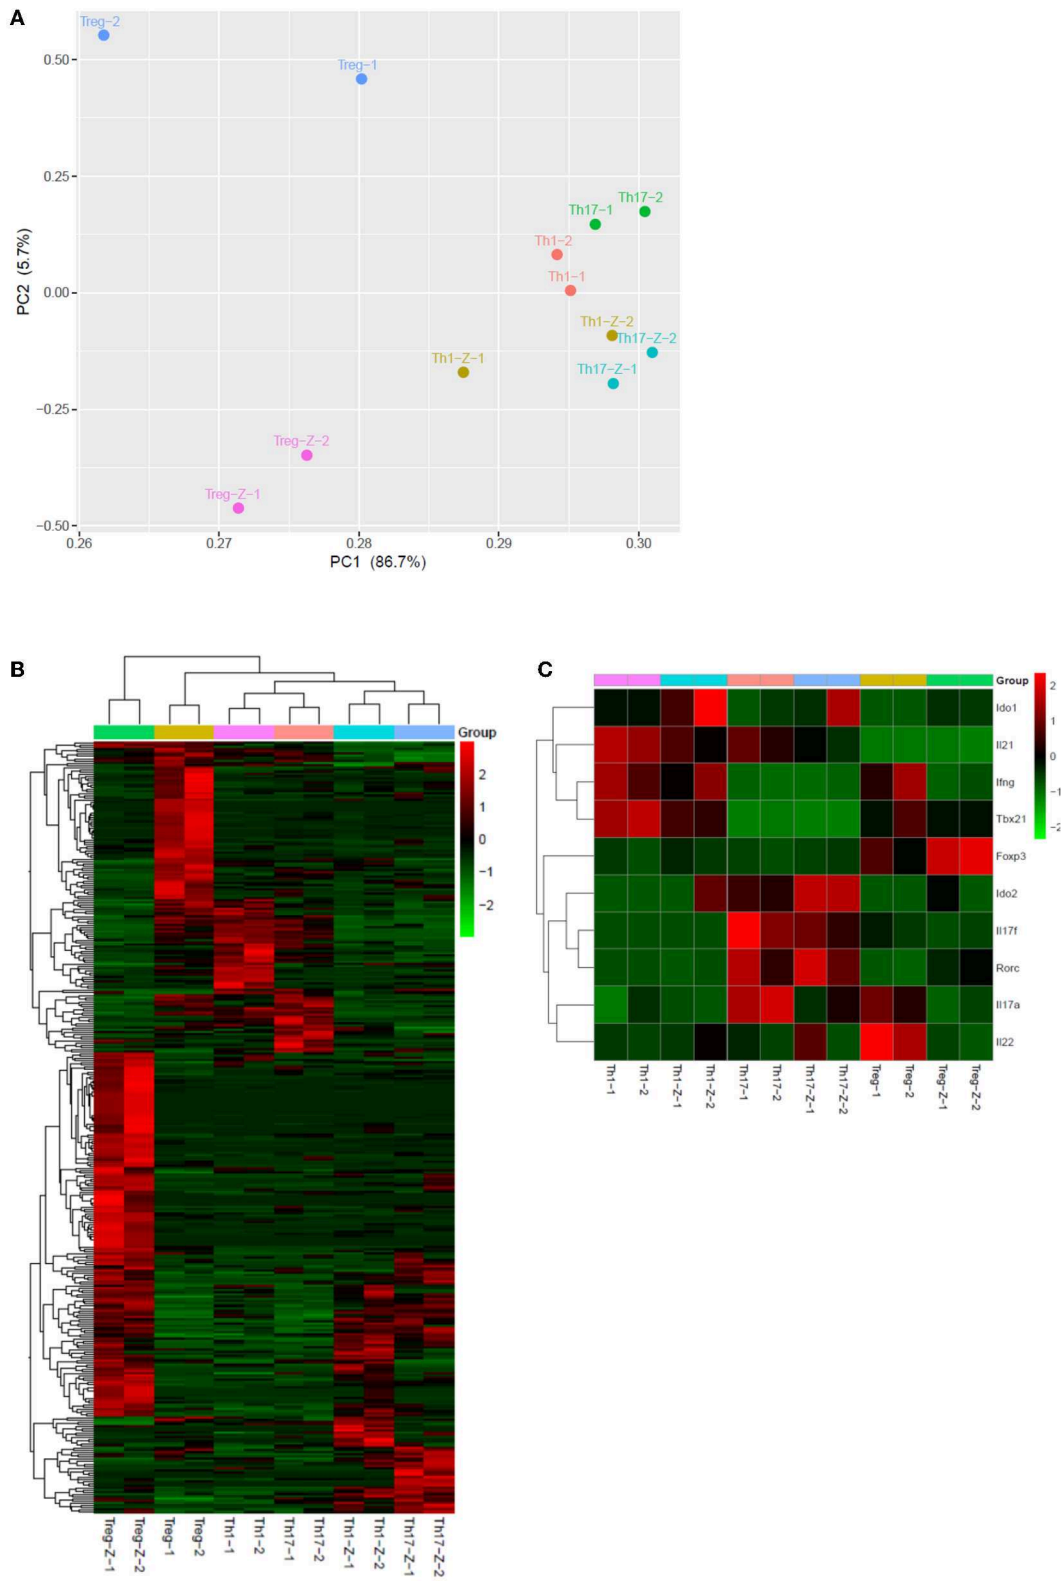 A
Treg−2
Treg−1
0.50
0.25
Th17−2
Th17−1
Th1−2
Th1−1
0.00
Th1−Z−2
Th17−Z−2
Th1−Z−1
Th17−Z−1
−0.25
Treg−Z−2
Treg−Z−1
−0.50
PC2 (5.7%)
0.26
0.27
0.28
0.29
0.30
PC1 (86.7%)
B
Group
2
1
0
−1
−2
Treg−Z−1
Treg−Z−2
Treg−1
Treg−2
Th1−1
Th1−2
Th17−1
Th17−2
Th1−Z−1
Th1−Z−2
Th17−Z−1
Th17−Z−2
C
Group
Ido1
Il21
Ifng
Tbx21
Foxp3
Ido2
Il17f
Rorc
Il17a
Il22
2
1
0
−1
−2
Th1−1
Th1−2
Th1−Z−1
Th1−Z−2
Th17−1
Th17−2
Th17−Z−1
Th17−Z−2
Treg−1
Treg−2
Treg−Z−1
Treg−Z−2